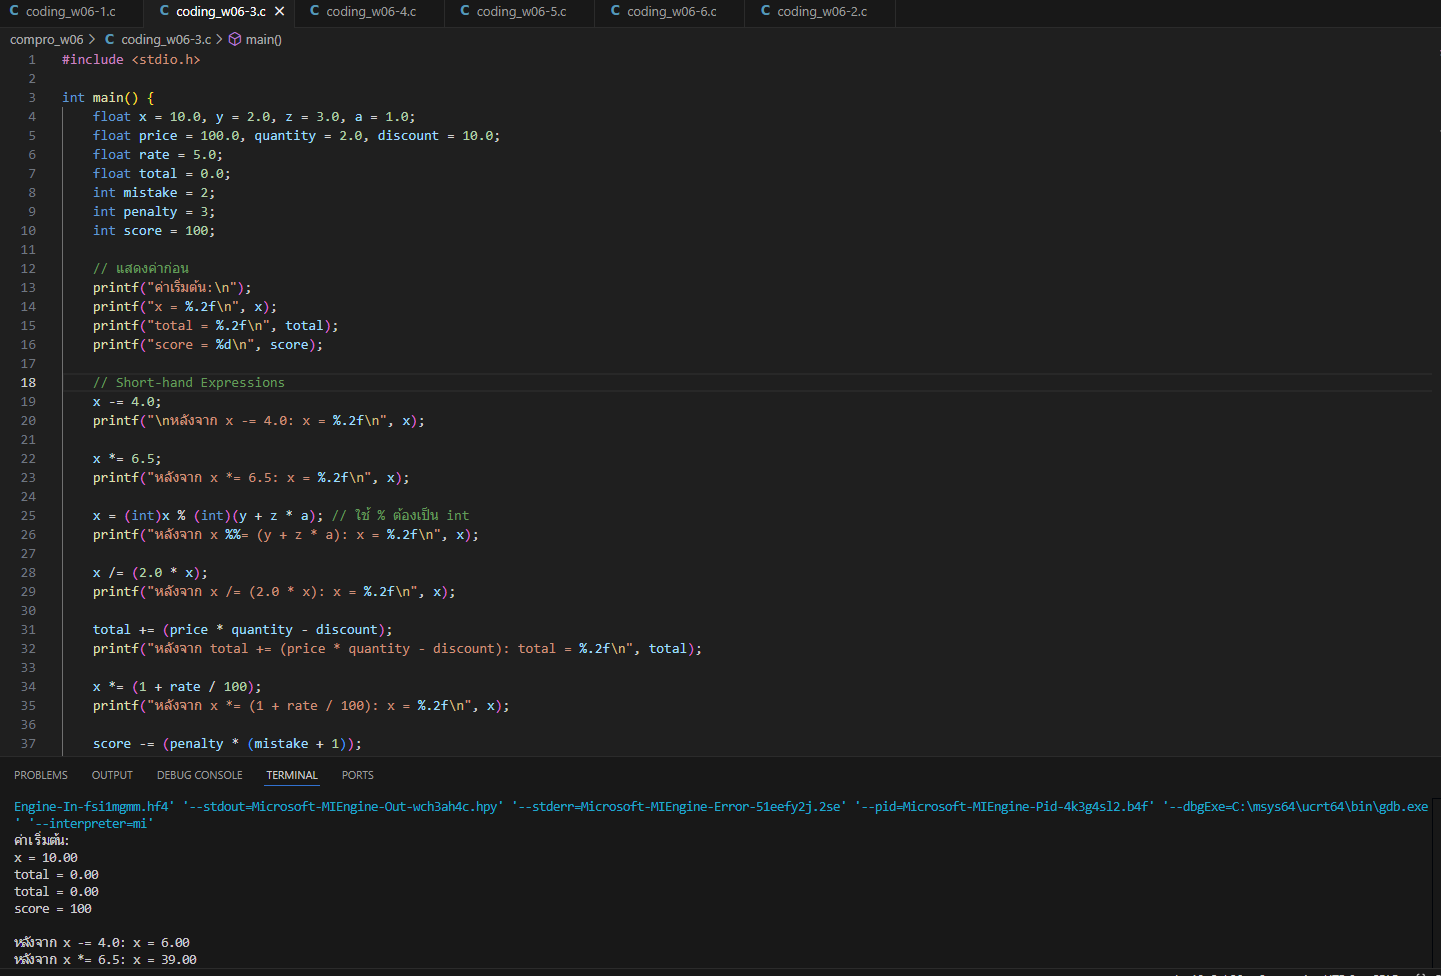 C coding_w06-1.c C coding_w06-3.c × C coding_w06-4.c C coding_w06-5.c C coding_w06-6.c C coding_w06-2.c
compro_w06 > C coding_w06-3.c > main()
1 #include <stdio.h>
2
3 int main() {
4 float x = 10.0, y = 2.0, z = 3.0, a = 1.0;
5 float price = 100.0, quantity = 2.0, discount = 10.0;
6 float rate = 5.0;
7 float total = 0.0;
8 int mistake = 2;
9 int penalty = 3;
10 int score = 100;
11
12 // แสดงค่าก่อน
13 printf("ค่าเริ่มต้น:\n");
14 printf("x = %.2f\n", x);
15 printf("total = %.2f\n", total);
16 printf("score = %d\n", score);
17
18 // Short-hand Expressions
19 x -= 4.0;
20 printf("\nหลังจาก x -= 4.0: x = %.2f\n", x);
21
22 x *= 6.5;
23 printf("หลังจาก x *= 6.5: x = %.2f\n", x);
24
25 x = (int)x % (int)(y + z * a); // ใช้ % ต้องเป็น int
26 printf("หลังจาก x %%= (y + z * a): x = %.2f\n", x);
27
28 x /= (2.0 * x);
29 printf("หลังจาก x /= (2.0 * x): x = %.2f\n", x);
30
31 total += (price * quantity - discount);
32 printf("หลังจาก total += (price * quantity - discount): total = %.2f\n", total);
33
34 x *= (1 + rate / 100);
35 printf("หลังจาก x *= (1 + rate / 100): x = %.2f\n", x);
36
37 score -= (penalty * (mistake + 1));
PROBLEMS OUTPUT DEBUG CONSOLE TERMINAL PORTS
Engine-In-fsi1mgmm.hf4' '--stdout=Microsoft-MIEngine-Out-wch3ah4c.hpy' '--stderr=Microsoft-MIEngine-Error-51eefy2j.2se' '--pid=Microsoft-MIEngine-Pid-4k3g4sl2.b4f' '--dbgExe=C:\msys64\ucrt64\bin\gdb.exe
' '--interpreter=mi'
ค่าเริ่มต้น:
x = 10.00
total = 0.00
total = 0.00
score = 100
หลังจาก x -= 4.0: x = 6.00
หลังจาก x *= 6.5: x = 39.00